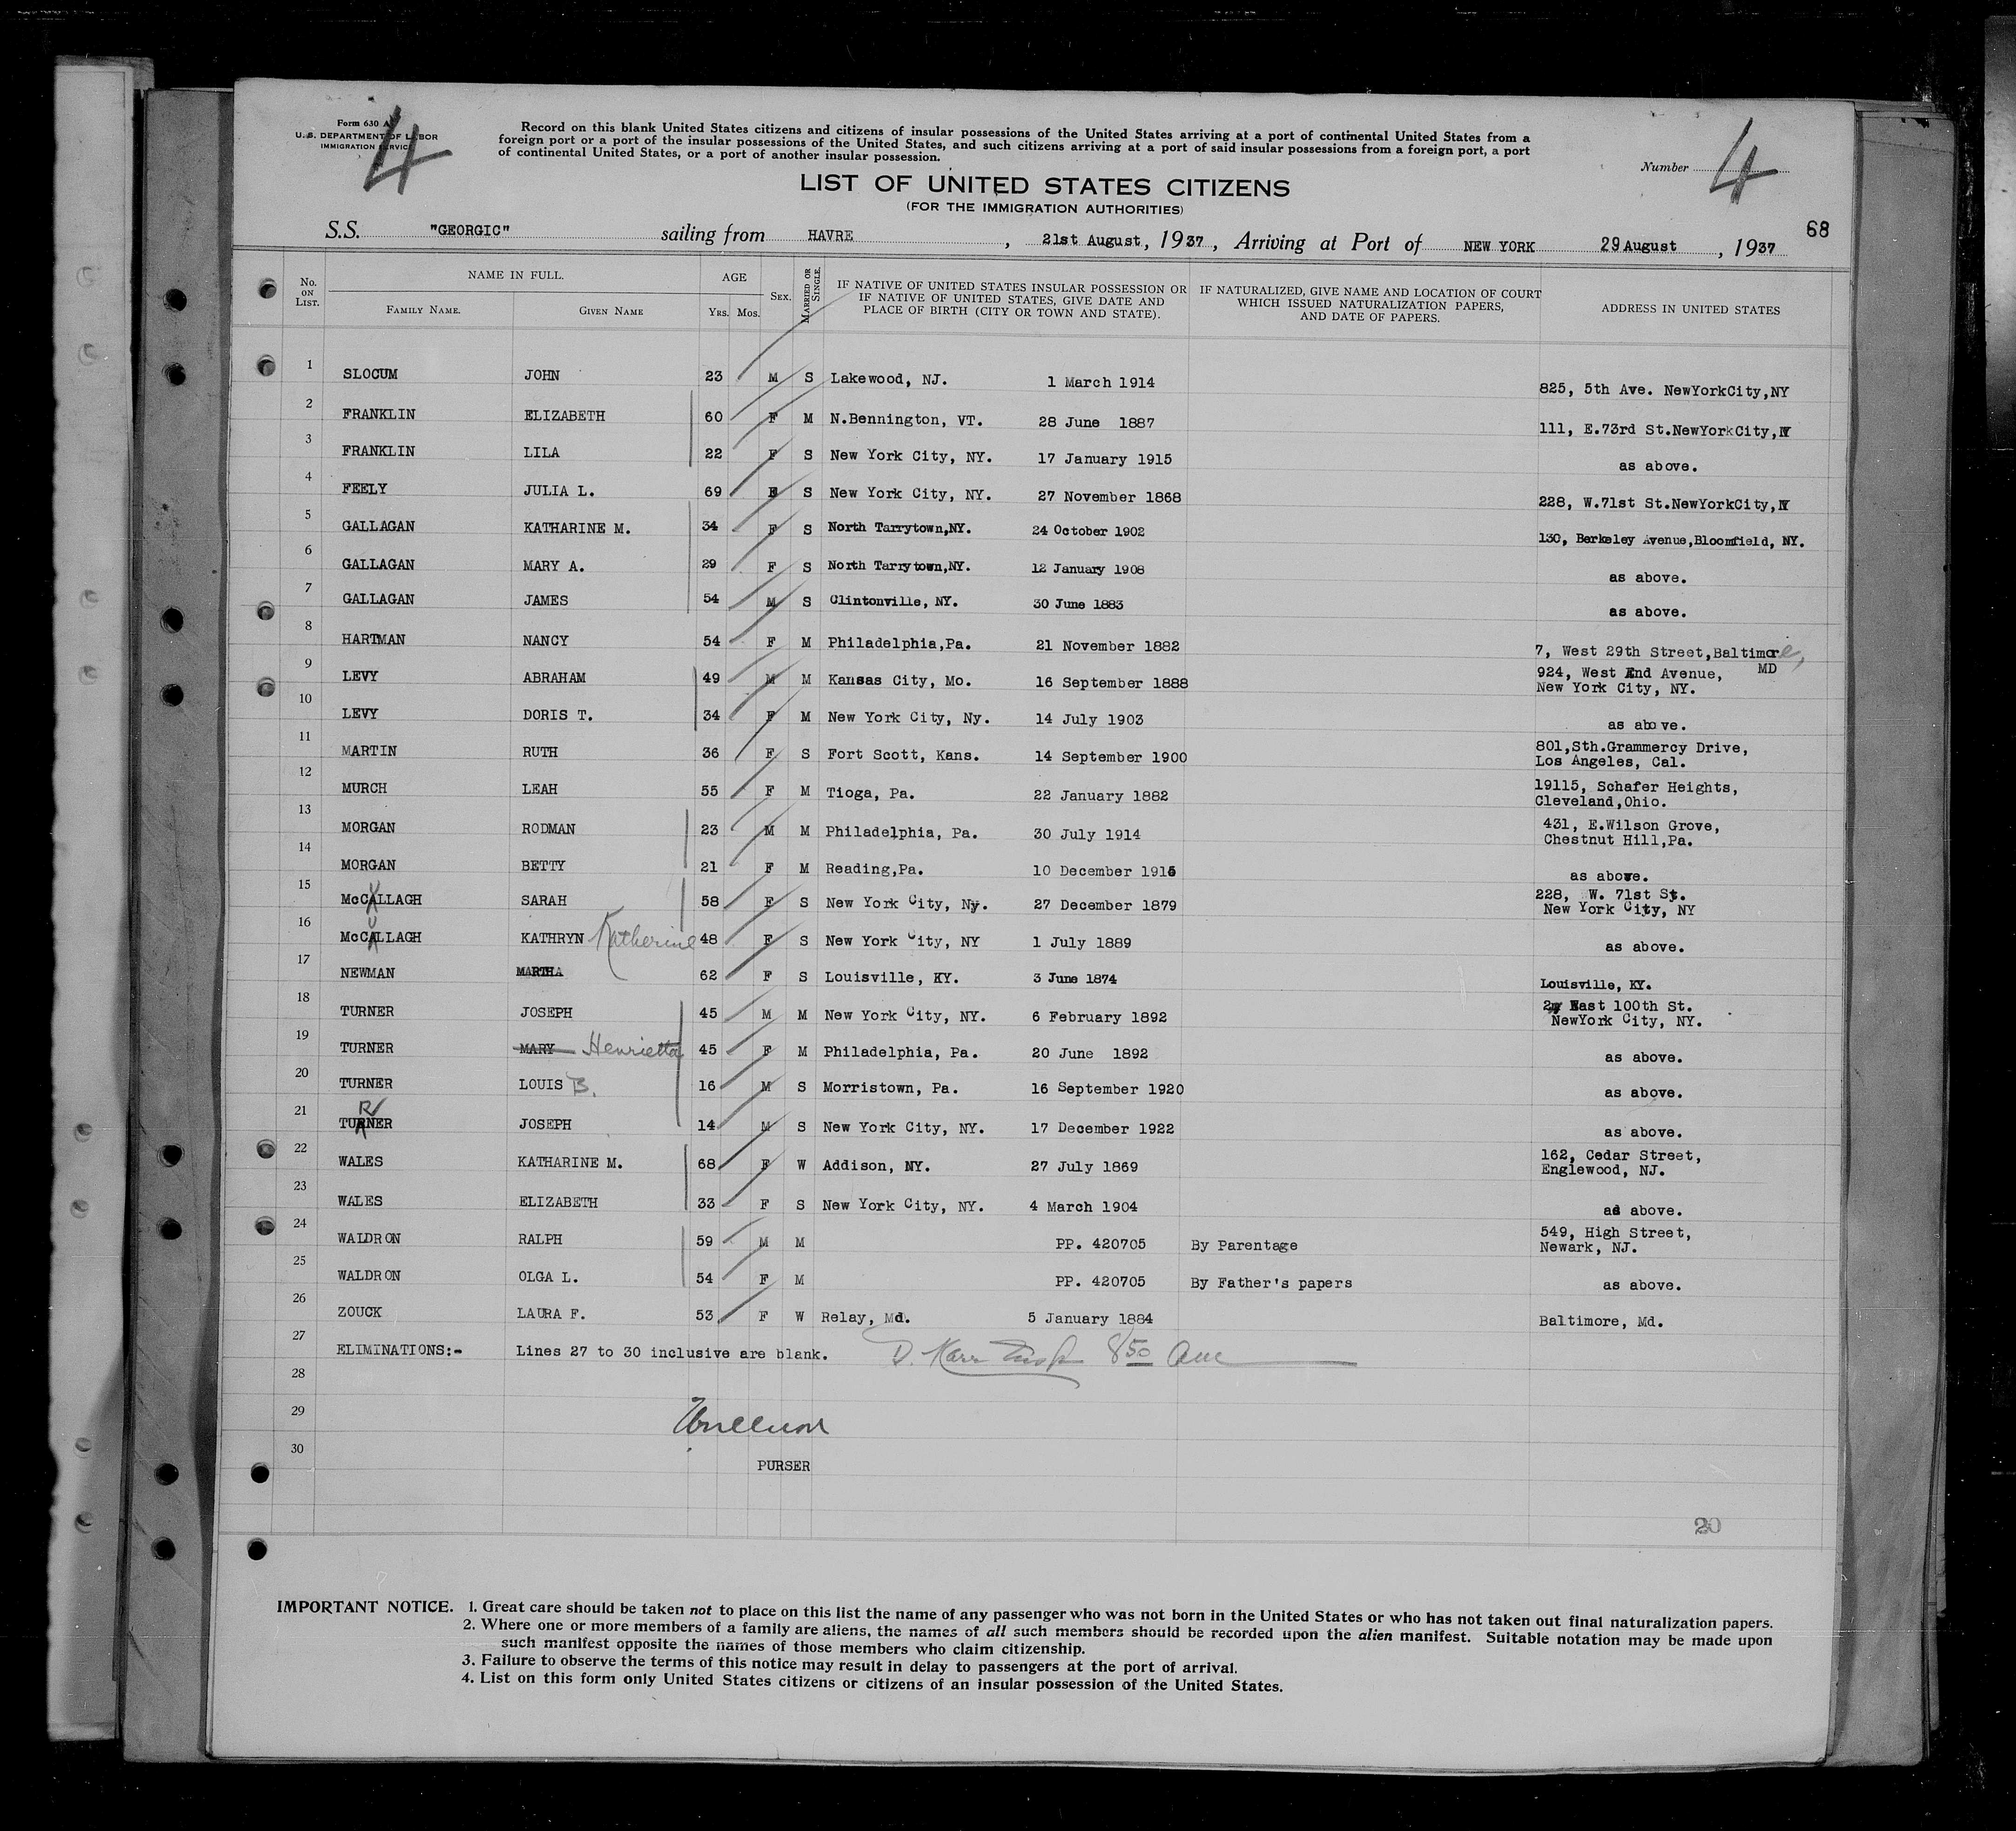 Form 630 A
U. S. DEPARTMENT OF LABOR
IMMIGRATION SERVICE
4
Record on this blank United States citizens and citizens of insular possessions of the United States arriving at a port of continental United States from a
foreign port or a port of the insular possessions of the United States, and such citizens arriving at a port of said insular possessions from a foreign port, a port
of continental United States, or a port of another insular possession.
Number 4
LIST OF UNITED STATES CITIZENS
(FOR THE IMMIGRATION AUTHORITIES)
68
S.S. "GEORGIC" sailing from HAVRE, 21st August, 1937, Arriving at Port of NEW YORK 29 August, 1937
No. ON LIST. NAME IN FULL. AGE SEX. MARRIED OR SINGLE. IF NATIVE OF UNITED STATES INSULAR POSSESSION OR IF NATIVE OF UNITED STATES, GIVE DATE AND PLACE OF BIRTH (CITY OR TOWN AND STATE). IF NATURALIZED, GIVE NAME AND LOCATION OF COURT WHICH ISSUED NATURALIZATION PAPERS, AND DATE OF PAPERS. ADDRESS IN UNITED STATES
FAMILY NAME. GIVEN NAME YRS. MOS.
1 SLOCUM JOHN 23 M S Lakewood, NJ. 1 March 1914 825, 5th Ave. NewYorkCity,NY
2 FRANKLIN ELIZABETH 60 F M N.Bennington, VT. 28 June 1887 111, E.73rd St.NewYorkCity,NY
3 FRANKLIN LILA 22 F S New York City, NY. 17 January 1915 as above.
4 FEELY JULIA L. 69 F S New York City, NY. 27 November 1868 228, W.71st St.NewYorkCity,NY
5 GALLAGAN KATHARINE M. 34 F S North Tarrytown,NY. 24 October 1902 130, Berkeley Avenue,Bloomfield, NY.
6 GALLAGAN MARY A. 29 F S North Tarrytown,NY. 12 January 1908 as above.
7 GALLAGAN JAMES 54 M S Clintonville, NY. 30 June 1883 as above.
8 HARTMAN NANCY 54 F M Philadelphia,Pa. 21 November 1882 7, West 29th Street,Baltimore, MD
9 LEVY ABRAHAM 49 M M Kansas City, Mo. 16 September 1888 924, West End Avenue,
New York City, NY.
10 LEVY DORIS T. 34 F M New York City, Ny. 14 July 1903 as above.
11 MARTIN RUTH 36 F S Fort Scott, Kans. 14 September 1900 801,Sth.Grammercy Drive,
Los Angeles, Cal.
12 MURCH LEAH 55 F M Tioga, Pa. 22 January 1882 19115, Schafer Heights,
Cleveland,Ohio.
13 MORGAN RODMAN 23 M M Philadelphia, Pa. 30 July 1914 431, E.Wilson Grove,
Chestnut Hill,Pa.
14 MORGAN BETTY 21 F M Reading,Pa. 10 December 1915 as above.
15 McCALLAGH U SARAH 58 F S New York City, Ny. 27 December 1879 228, W. 71st St.
New York City, NY
16 McCALLAGH U KATHRYN Katherine 48 F S New York City, NY 1 July 1889 as above.
17 NEWMAN MARTHA 62 F S Louisville, KY. 3 June 1874 Louisville, KY.
18 TURNER JOSEPH 45 M M New York City, NY. 6 February 1892 2, East 100th St.
NewYork City, NY.
19 TURNER MARY Henrietta 45 F M Philadelphia, Pa. 20 June 1892 as above.
20 TURNER LOUIS B. 16 M S Morristown, Pa. 16 September 1920 as above.
21 TURNER R JOSEPH 14 M S New York City, NY. 17 December 1922 as above.
22 WALES KATHARINE M. 68 F W Addison, NY. 27 July 1869 162, Cedar Street,
Englewood, NJ.
23 WALES ELIZABETH 33 F S New York City, NY. 4 March 1904 as above.
24 WALDRON RALPH 59 M M PP. 420705 By Parentage 549, High Street,
Newark, NJ.
25 WALDRON OLGA L. 54 F M PP. 420705 By Father's papers as above.
26 ZOUCK LAURA F. 53 F W Relay, Md. 5 January 1884 Baltimore, Md.
27 ELIMINATIONS:- Lines 27 to 30 inclusive are blank. D. Karr 850
28
29
30
PURSER
20
IMPORTANT NOTICE. 1. Great care should be taken not to place on this list the name of any passenger who was not born in the United States or who has not taken out final naturalization papers.
2. Where one or more members of a family are aliens, the names of all such members should be recorded upon the alien manifest. Suitable notation may be made upon
such manifest opposite the names of those members who claim citizenship.
3. Failure to observe the terms of this notice may result in delay to passengers at the port of arrival.
4. List on this form only United States citizens or citizens of an insular possession of the United States.